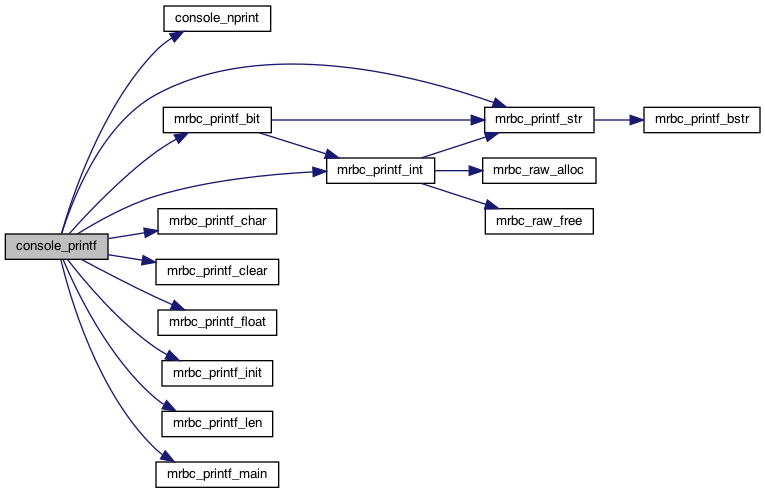 console_nprint
mrbc_printf_bit
mrbc_printf_str
mrbc_printf_bstr
mrbc_printf_int
mrbc_raw_alloc
mrbc_raw_free
mrbc_printf_char
console_printf
mrbc_printf_clear
mrbc_printf_float
mrbc_printf_init
mrbc_printf_len
mrbc_printf_main